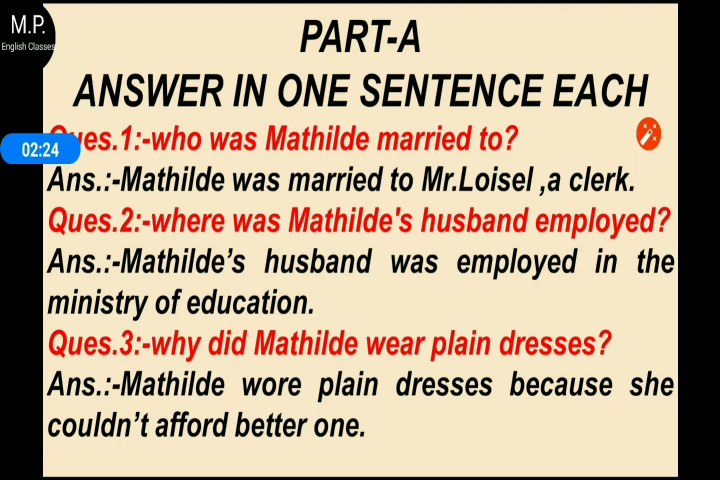 M.P.
English Classes
PART-A
ANSWER IN ONE SENTENCE EACH
Ques.1:-who was Mathilde married to?
02:24
Ans.:-Mathilde was married to Mr.Loisel ,a clerk.
Ques.2:-where was Mathilde's husband employed?
Ans.:-Mathilde’s husband was employed in the
ministry of education.
Ques.3:-why did Mathilde wear plain dresses?
Ans.:-Mathilde wore plain dresses because she
couldn’t afford better one.